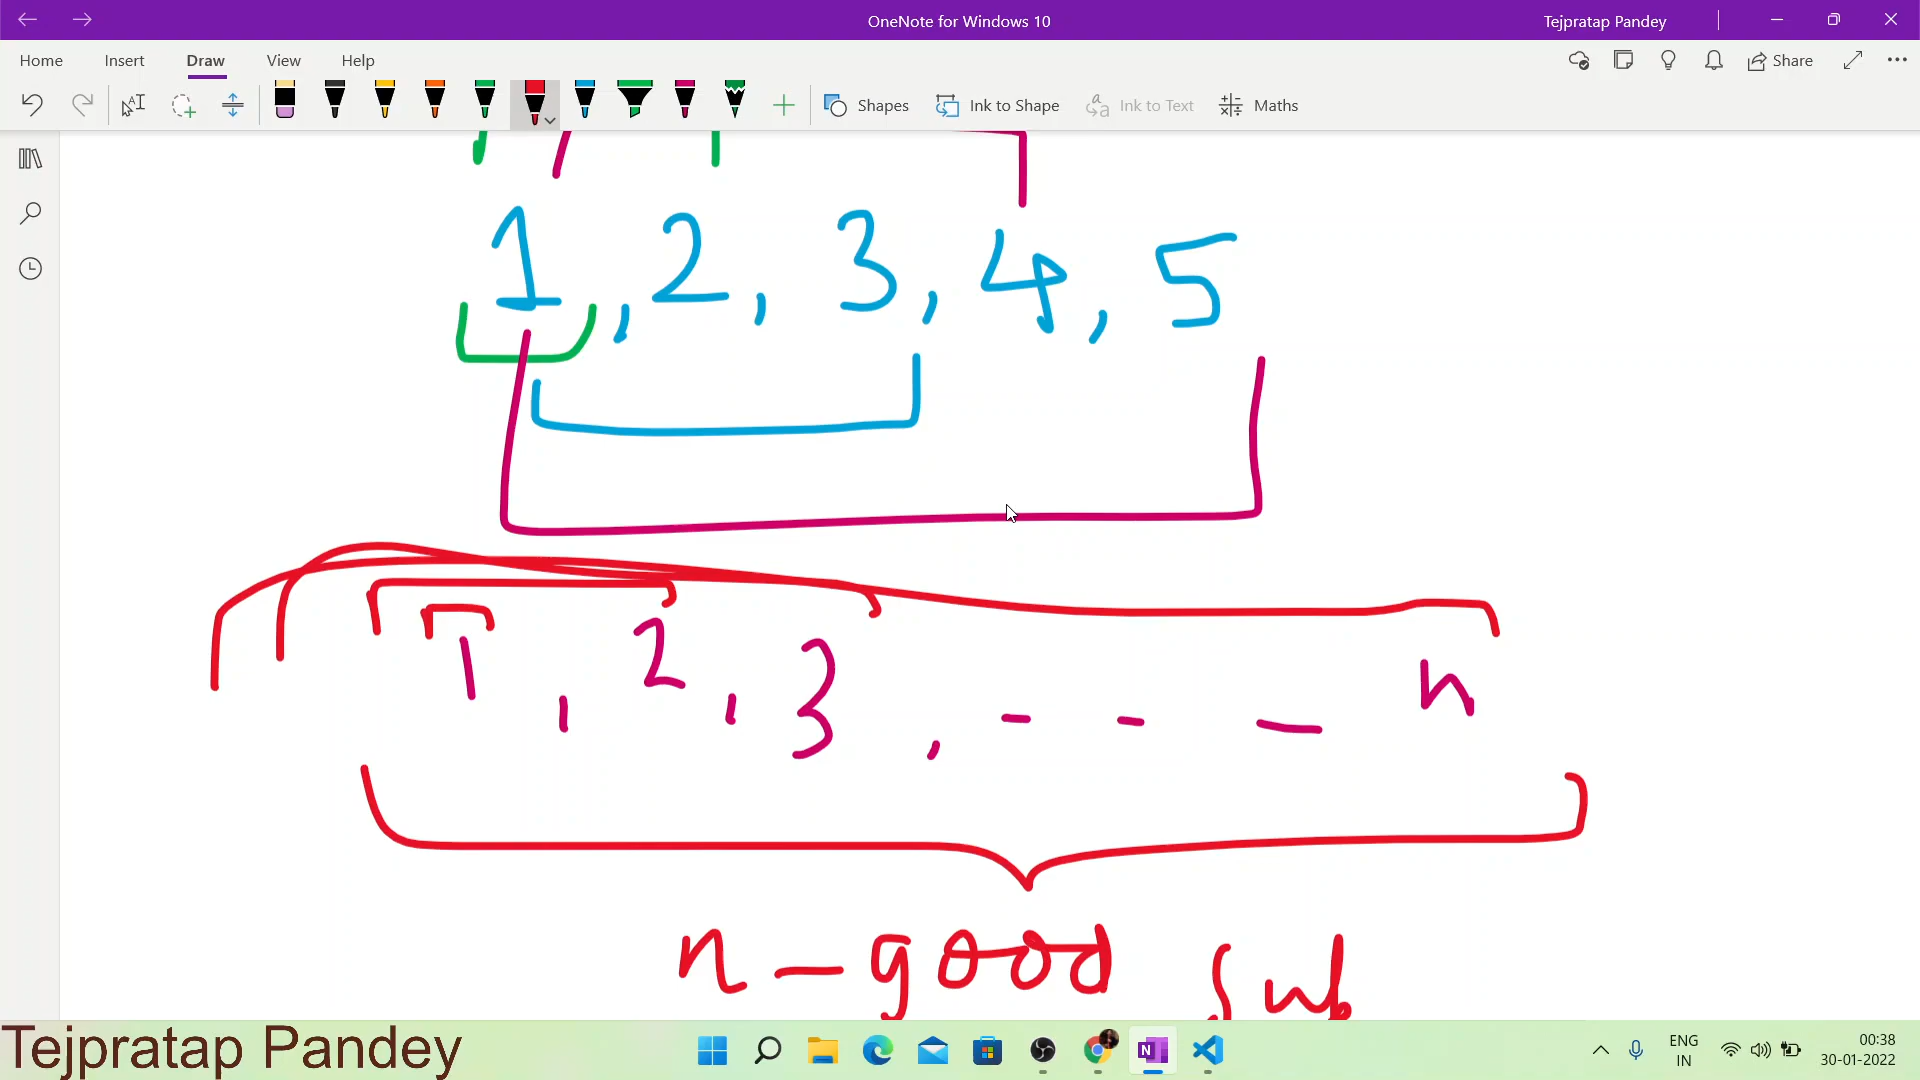 OneNote for Windows 10
Tejpratap Pandey
Home Insert Draw View Help
Share
Shapes Ink to Shape Ink to Text Maths
1, 2, 3, 4, 5
1, 2, 3, - - - n
n - good sub
Tejpratap Pandey
ENG
IN
00:38
30-01-2022